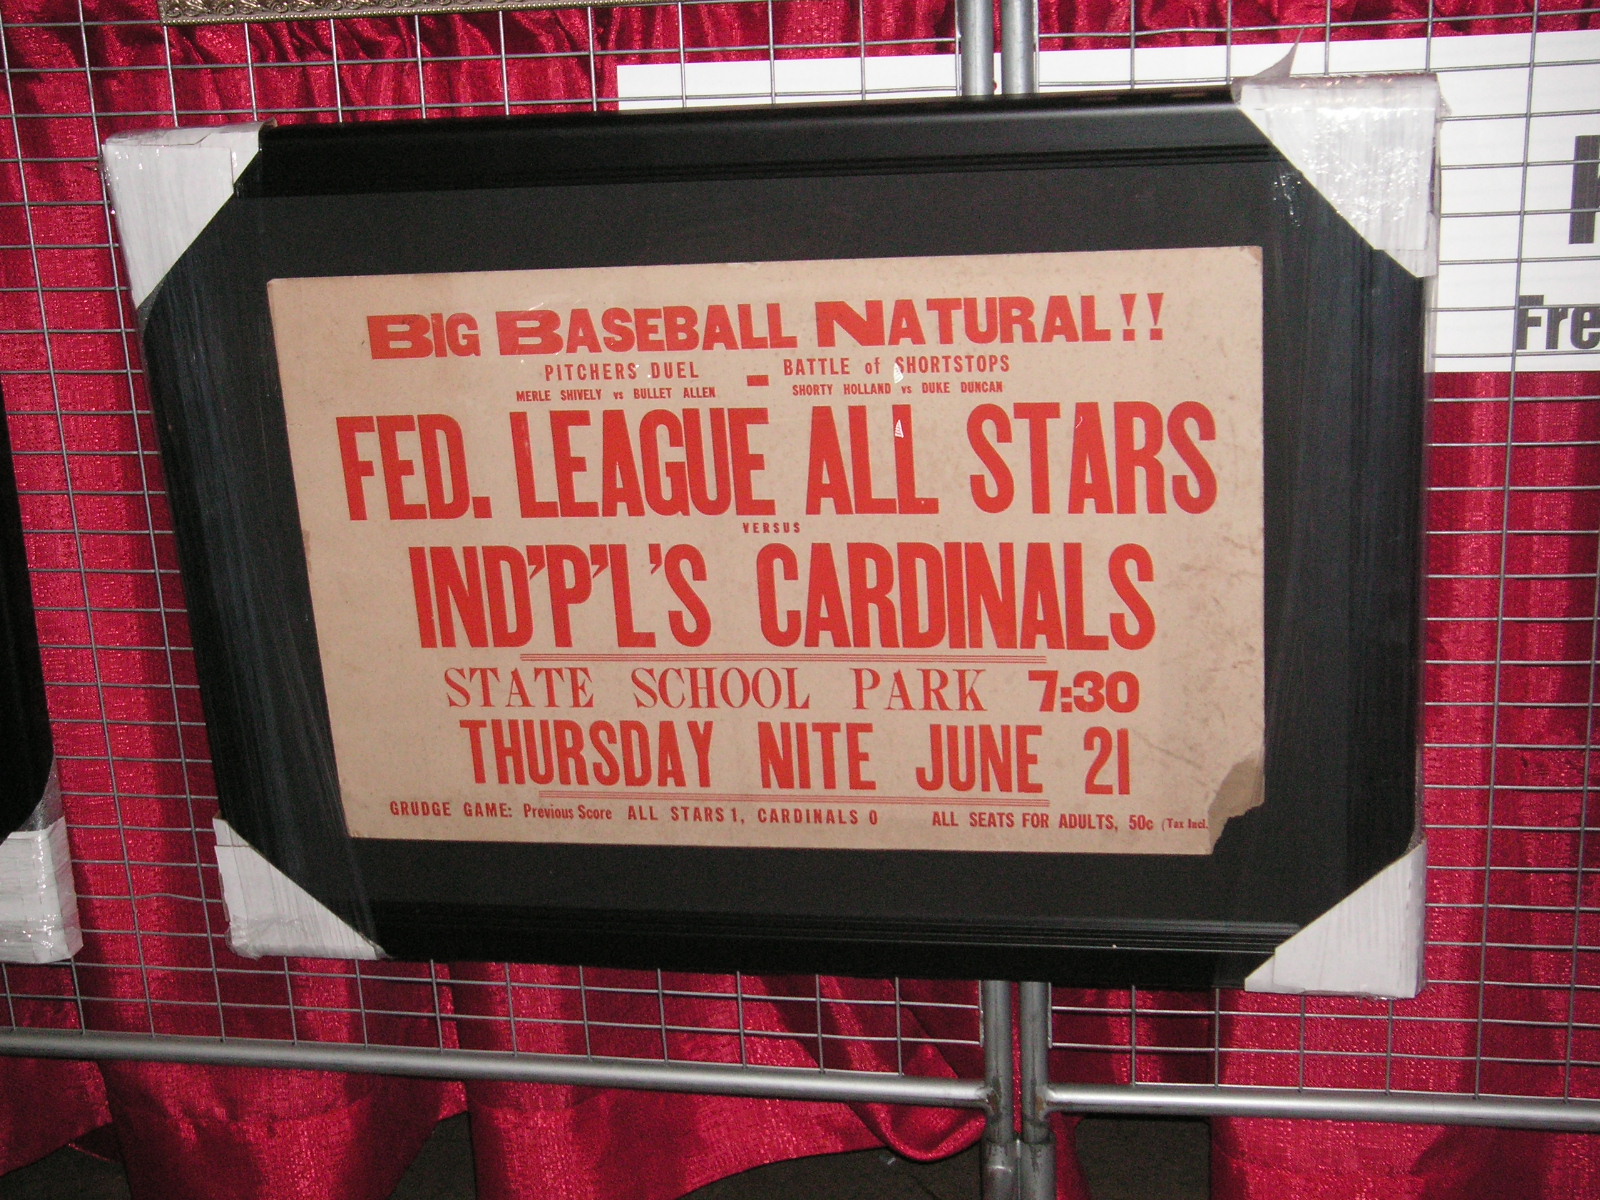 BIG BASEBALL NATURAL!!
PITCHERS DUEL - BATTLE of SHORTSTOPS
MERLE SHIVELY vs BULLET ALLEN SHORTY HOLLAND vs DUKE DUNCAN
FED. LEAGUE ALL STARS
VERSUS
IND'P'L'S CARDINALS
STATE SCHOOL PARK 7:30
THURSDAY NITE JUNE 21
GRUDGE GAME: Previous Score ALL STARS 1, CARDINALS 0 ALL SEATS FOR ADULTS, 50c (Tax Incl.
Fre